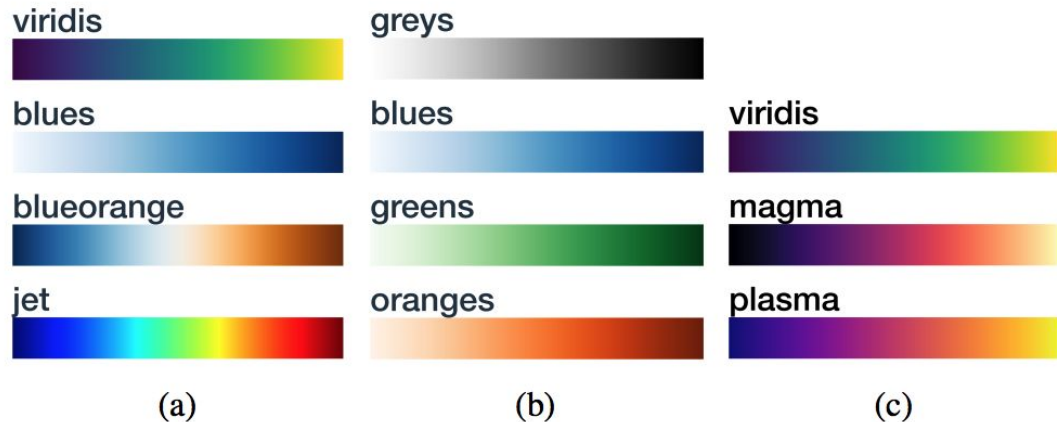 viridis
blues
blueorange
jet
(a)
greys
blues
greens
oranges
(b)
viridis
magma
plasma
(c)